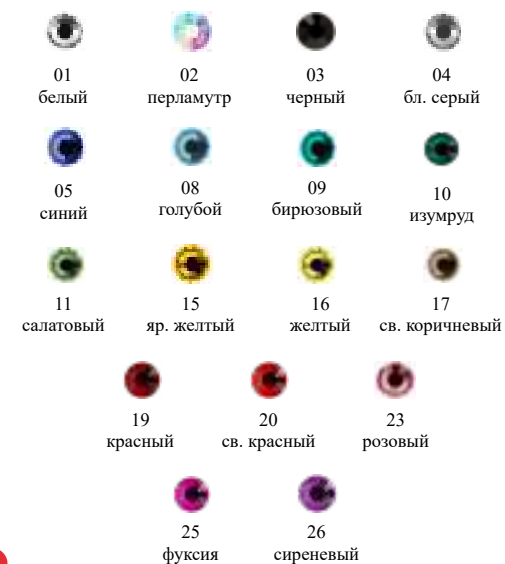 01 02 03 04
белый перламутр черный бл. серый
05 08 09 10
синий голубой бирюзовый изумруд
11 15 16 17
салатовый яр. желтый желтый св. коричневый
19 20 23
красный св. красный розовый
25 26
фуксия сиреневый